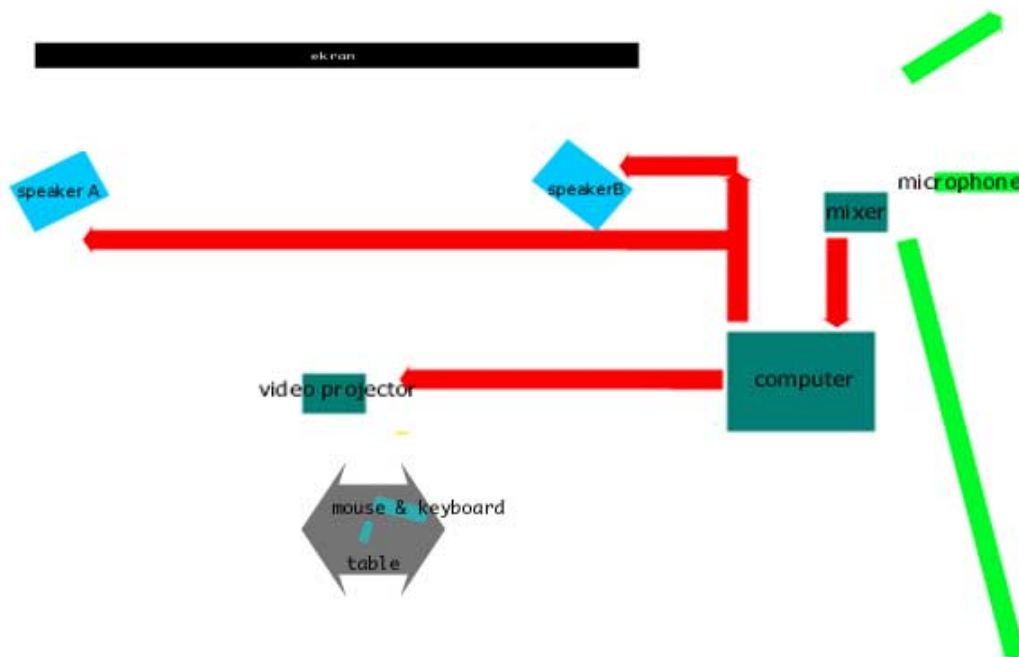 ekran
speaker A
speakerB
microphone
mixer
computer
video projector
mouse & keyboard
table